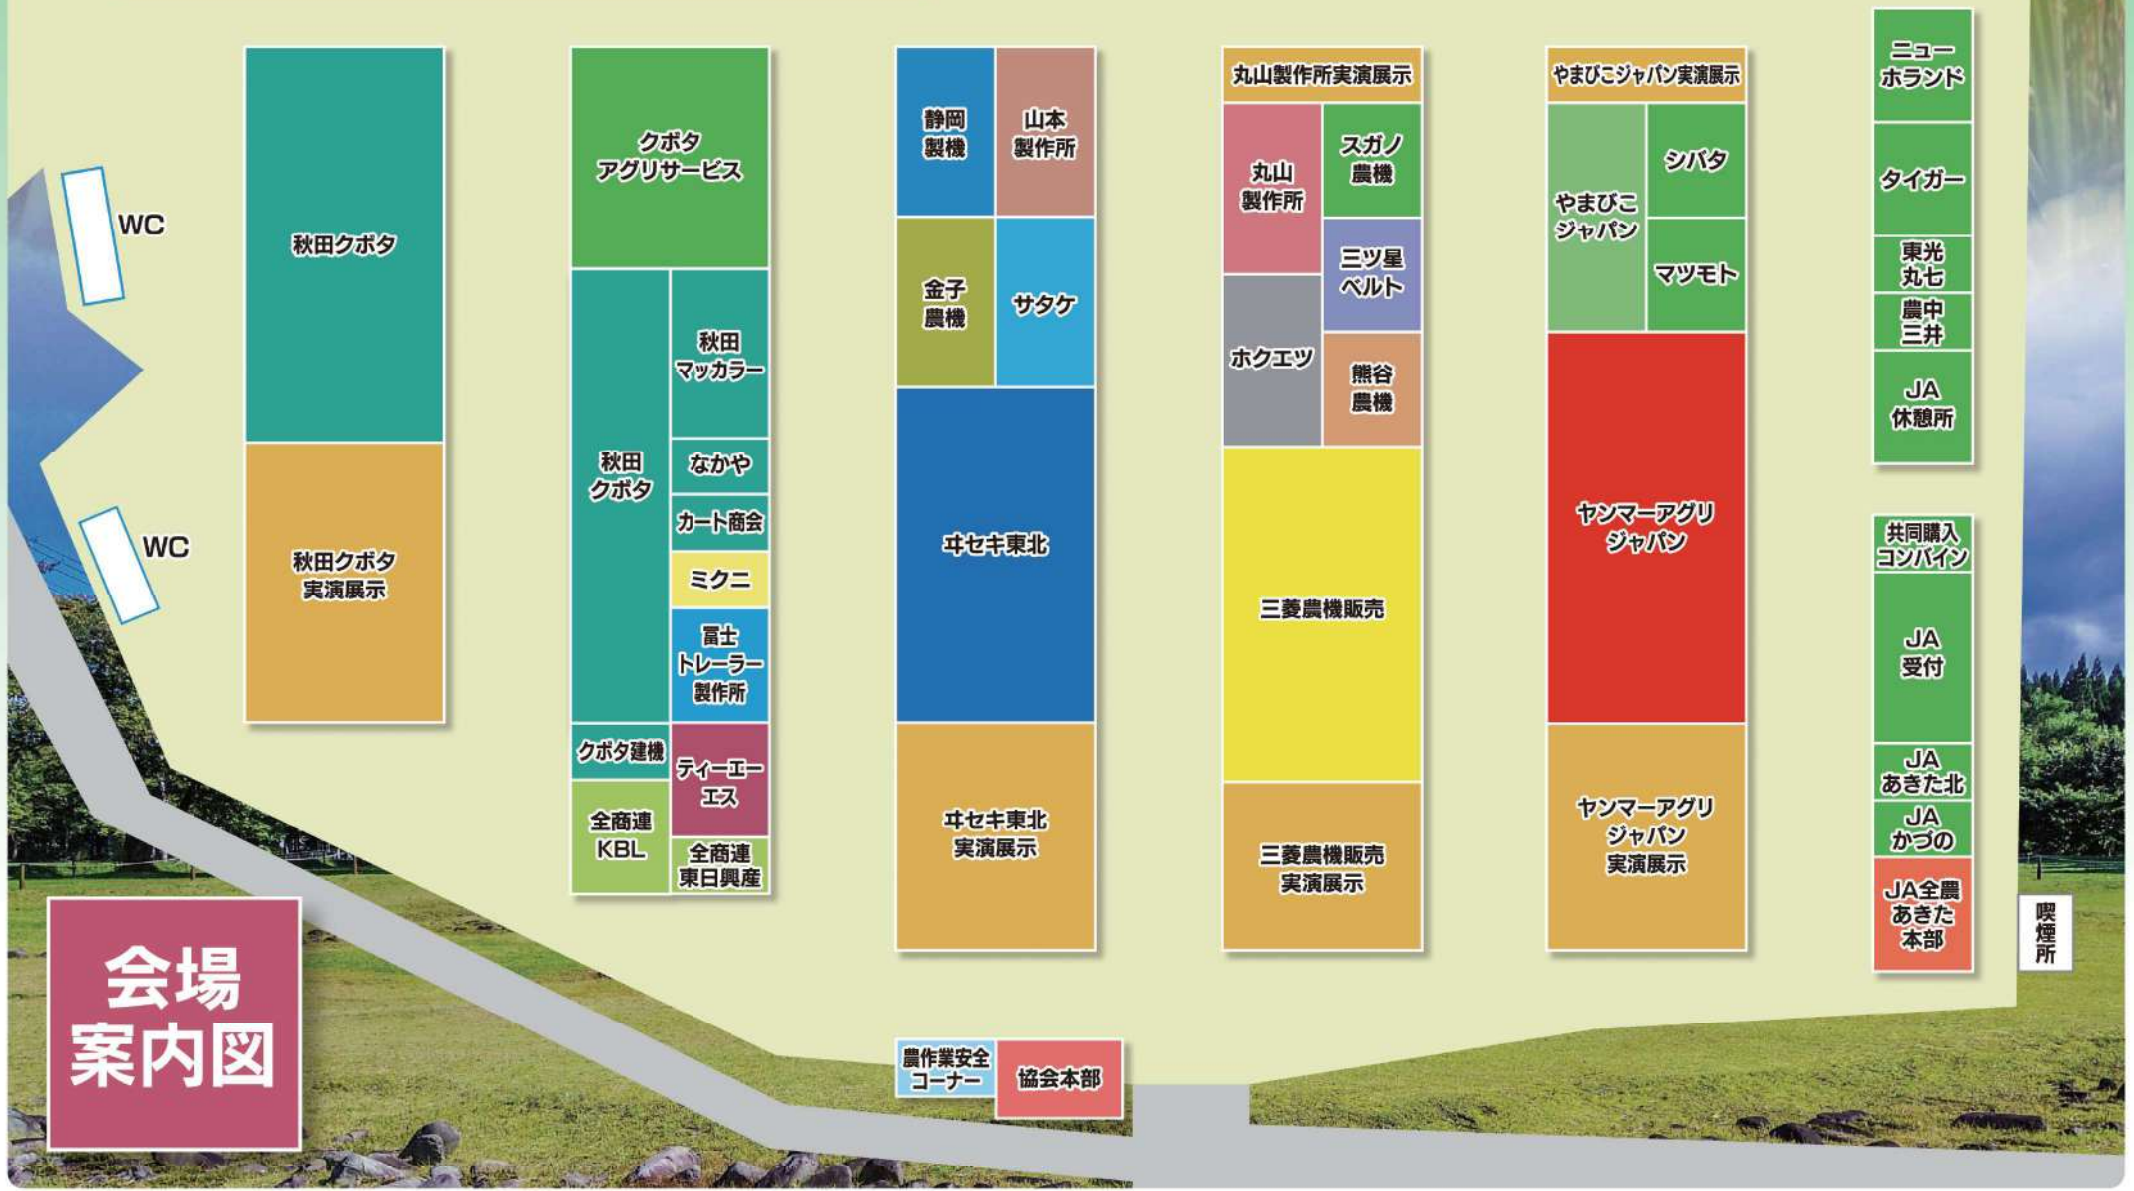 WC
WC
秋田クボタ
秋田クボタ
実演展示
クボタ
アグリサービス
秋田
クボタ
秋田
マッカラー
なかや
カート商会
ミクニ
冨士
トレーラー
製作所
クボタ建機
ティーエー
エス
全商連
KBL
全商連
東日興産
静岡
製機
山本
製作所
金子
農機
サタケ
ヰセキ東北
ヰセキ東北
実演展示
丸山製作所実演展示
丸山
製作所
スガノ
農機
三ツ星
ベルト
ホクエツ
熊谷
農機
三菱農機販売
三菱農機販売
実演展示
やまびこジャパン実演展示
やまびこ
ジャパン
シバタ
マツモト
ヤンマーアグリ
ジャパン
ヤンマーアグリ
ジャパン
実演展示
ニュー
ホランド
タイガー
東光
丸七
農中
三井
JA
休憩所
共同購入
コンバイン
JA
受付
JA
あきた北
JA
かづの
JA全農
あきた
本部
喫煙所
農作業安全
コーナー
協会本部
会場
案内図